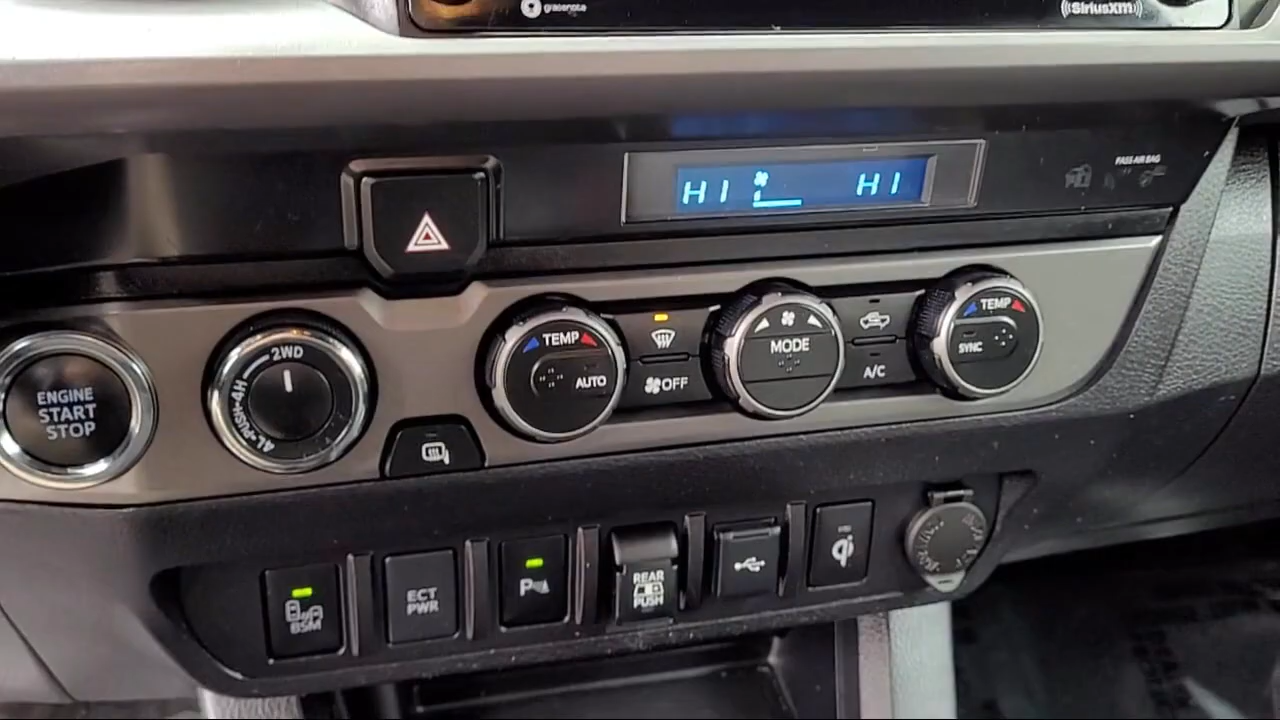 gracenote
((SiriusXM))
HI HI
PASS AIR BAG
ENGINE
START
STOP
2WD
4H
4L-PUSH-
TEMP
AUTO
OFF
MODE
A/C
TEMP
SYNC
BSM
ECT
PWR
P
REAR
PUSH